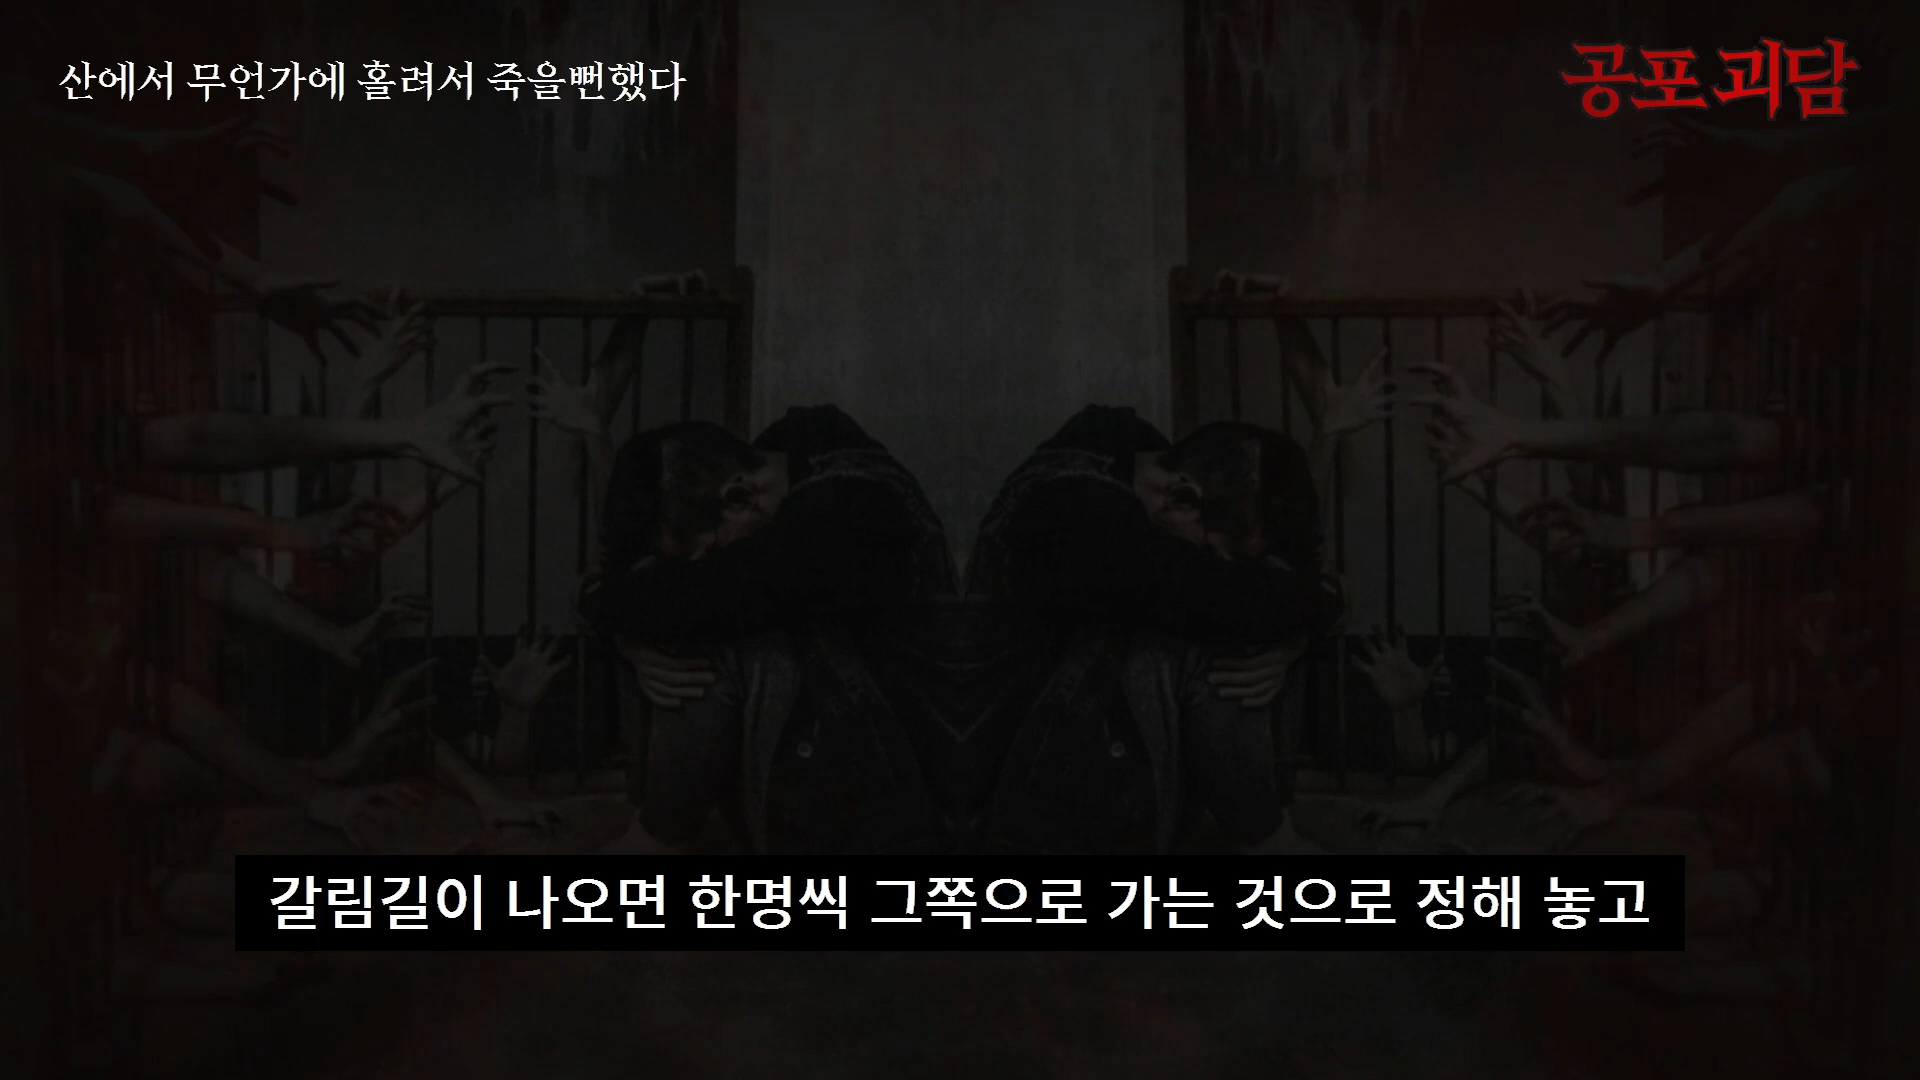 산에서 무언가에 홀려서 죽을뻔했다
공포괴담
갈림길이 나오면 한명씩 그쪽으로 가는 것으로 정해 놓고